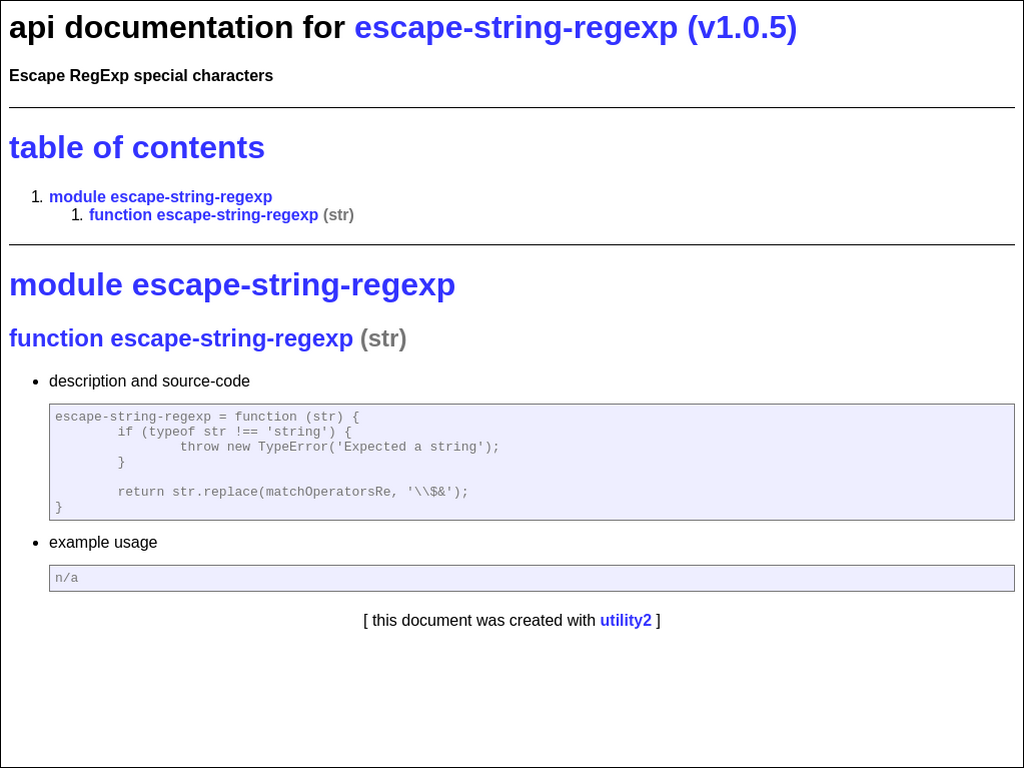 api documentation for escape-string-regexp (v1.0.5)
Escape RegExp special characters
table of contents
1. module escape-string-regexp
1. function escape-string-regexp (str)
module escape-string-regexp
function escape-string-regexp (str)
• description and source-code
escape-string-regexp = function (str) {
        if (typeof str !== 'string') {
                throw new TypeError('Expected a string');
        }

        return str.replace(matchOperatorsRe, '\\$&');
}
• example usage
n/a
[ this document was created with utility2 ]